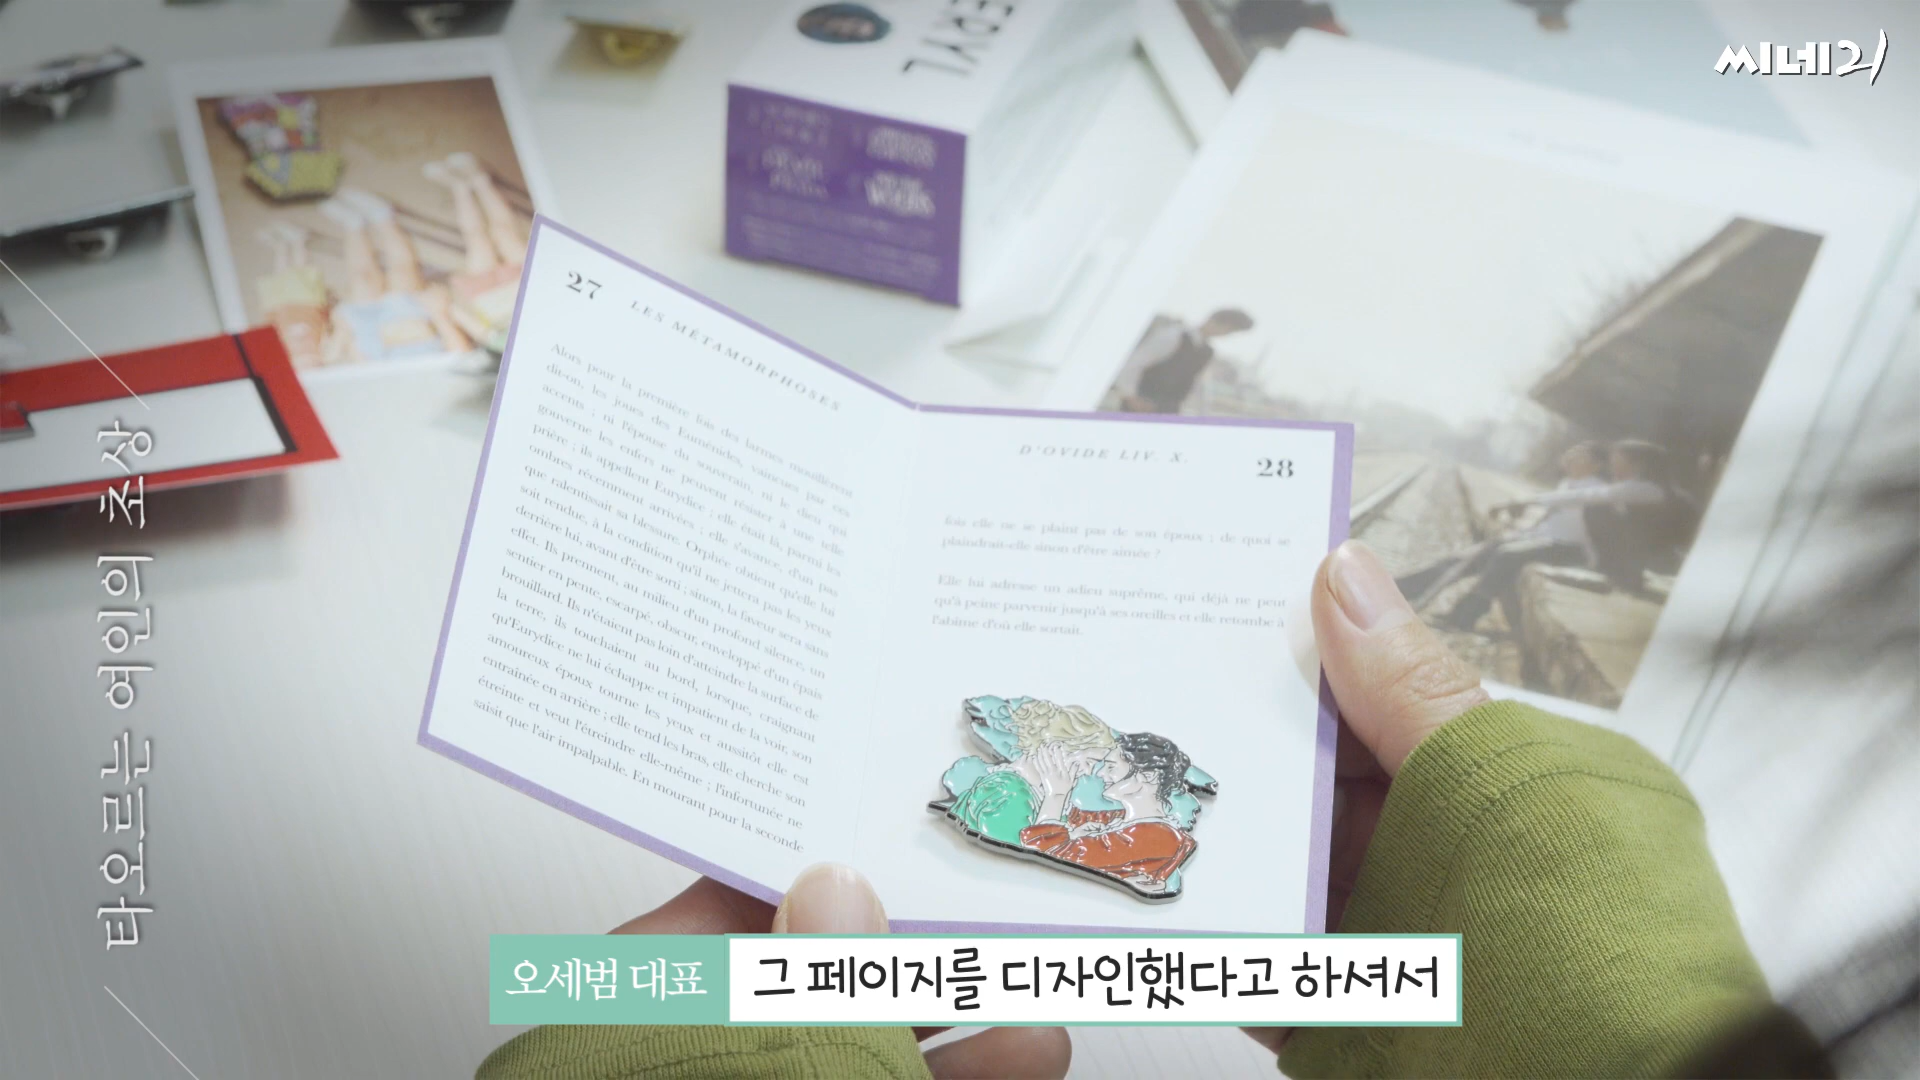 씨네21
ERYL
27
LES MÉTAMORPHOSES
Alors pour la première fois des larmes mouillèrent
dit-on, les joues des Euménides, vaincues par ces
accents ; ni l'épouse du souverain, ni le dieu qui
gouverne les enfers ne peuvent résister à une telle
prière ; ils appellent Eurydice ; elle était là, parmi les
ombres récemment arrivées ; elle s'avance, d'un pas
que ralentissait sa blessure. Orphée obtient qu'elle lui
soit rendue, à la condition qu'il ne jettera pas les yeux
derrière lui, avant d'être sorti ; sinon, la faveur sera sans
effet. Ils prennent, au milieu d'un profond silence, un
sentier en pente, escarpé, obscur, enveloppé d'un épais
brouillard. Ils n'étaient pas loin d'atteindre la surface de
la terre, ils touchaient au bord, lorsque, craignant
qu'Eurydice ne lui échappe et impatient de la voir, son
amoureux époux tourne les yeux et aussitôt elle est
entraînée en arrière ; elle tend les bras, elle cherche son
étreinte et veut l'étreindre elle-même ; l'infortunée ne
saisit que l'air impalpable. En mourant pour la seconde
D'OVIDE LIV. X.
28
fois elle ne se plaint pas de son époux ; de quoi se
plaindrait-elle sinon d'être aimée ?
Elle lui adresse un adieu suprême, qui déjà ne peut
qu'à peine parvenir jusqu'à ses oreilles et elle retombe à
l'abîme d'où elle sortait.
타오르는 여인의 초상
오세범 대표
그 페이지를 디자인했다고 하셔서